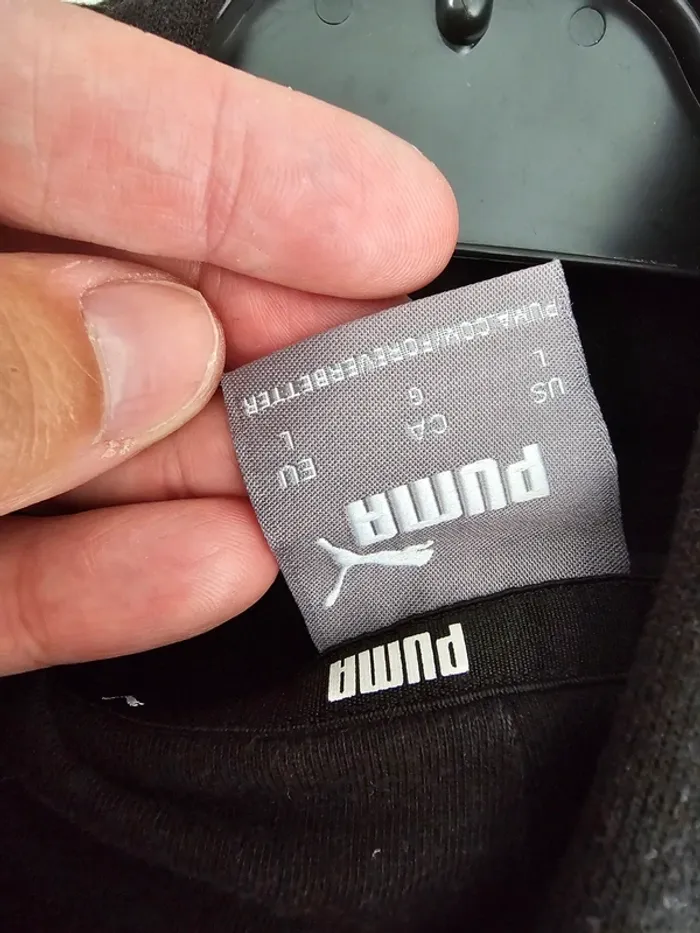 PUMA
PUMA
EU CA US
L G L
PUMA.COM/FOREVERBETTER